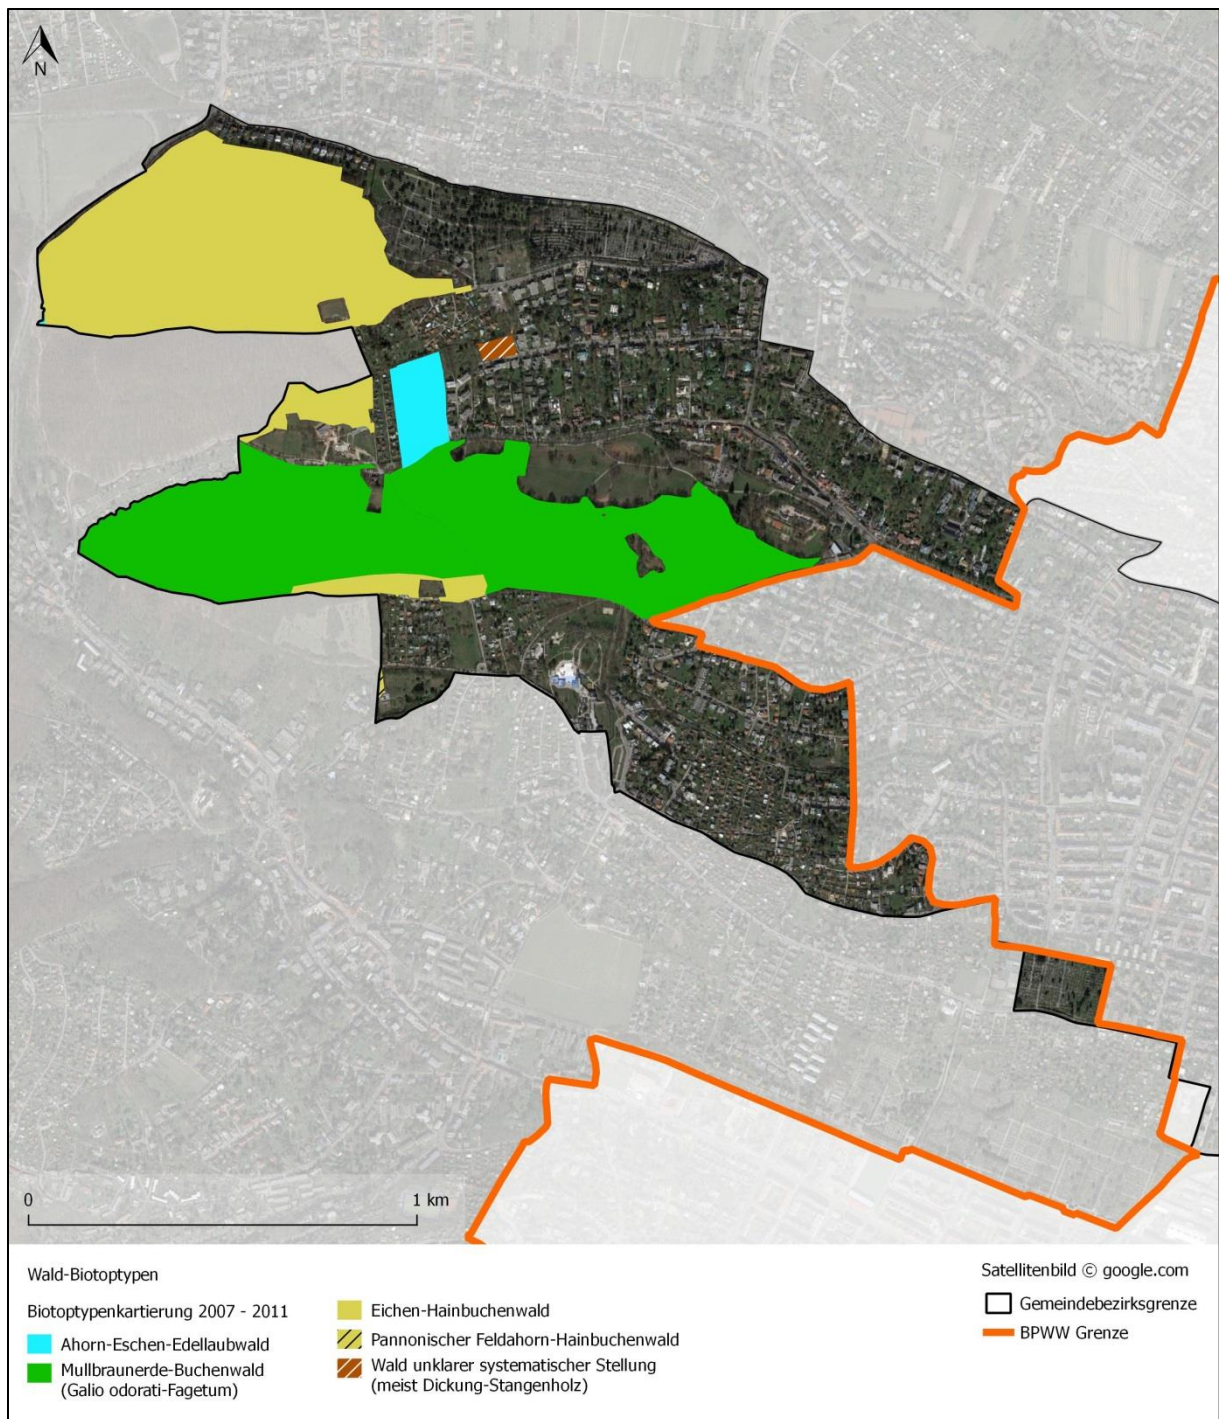 N
0
1 km
Wald-Biotoptypen
Biotoptypenkartierung 2007 - 2011
Ahorn-Eschen-Edellaubwald
Mullbraunerde-Buchenwald
(Galio odorati-Fagetum)
Eichen-Hainbuchenwald
Pannonischer Feldahorn-Hainbuchenwald
Wald unklarer systematischer Stellung
(meist Dickung-Stangenholz)
Satellitenbild © google.com
Gemeindebezirksgrenze
BPWW Grenze